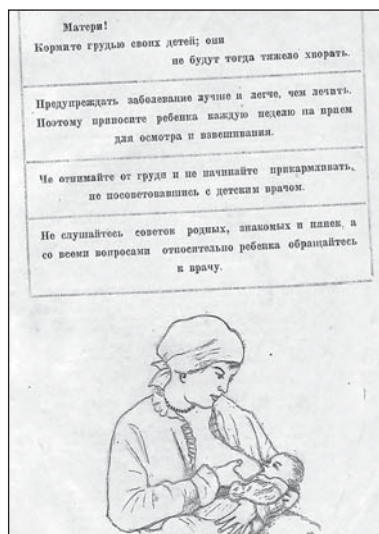 Матери!
Кормите грудью своих детей; они
не будут тогда тяжело хворать.
Предупреждать заболевание лучше и легче, чем лечить.
Поэтому приносите ребенка каждую неделю на прием
для осмотра и взвешивания.
Че отнимайте от груди и не начинайте прикармливать,
не посоветовавшись с детским врачом.
Не слушайтесь советок родных, знакомых и нянек, а
со всеми вопросами относительно ребенка обращайтесь
к врачу.